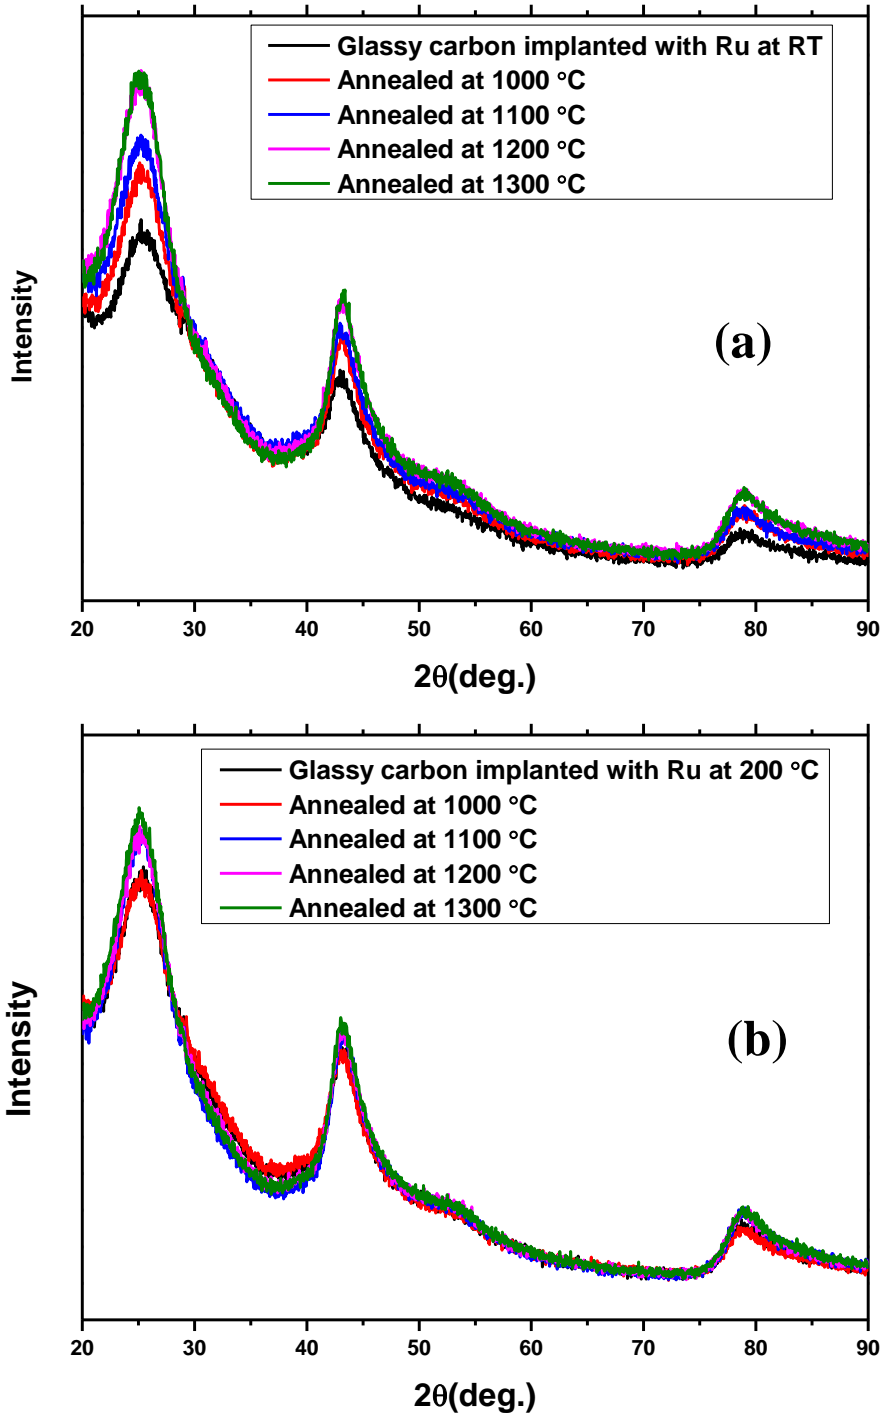 Glassy carbon implanted with Ru at RT
Annealed at 1000 °C
Annealed at 1100 °C
Annealed at 1200 °C
Annealed at 1300 °C
Intensity
(a)
20 30 40 50 60 70 80 90
2θ(deg.)
Glassy carbon implanted with Ru at 200 °C
Annealed at 1000 °C
Annealed at 1100 °C
Annealed at 1200 °C
Annealed at 1300 °C
Intensity
(b)
20 30 40 50 60 70 80 90
2θ(deg.)